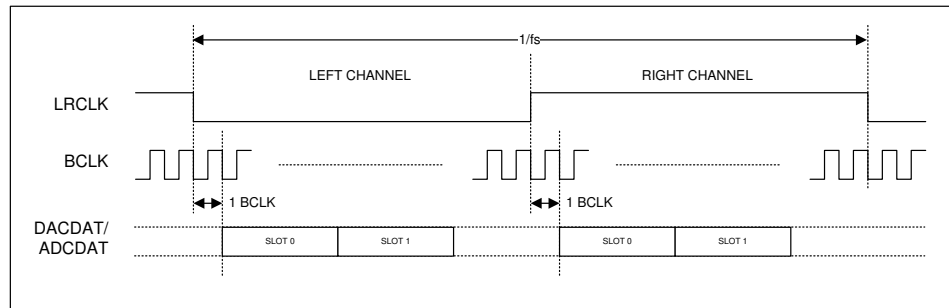 1/fs
LEFT CHANNEL
RIGHT CHANNEL
LRCLK
BCLK
1 BCLK
1 BCLK
DACDAT/
ADCDAT
SLOT 0
SLOT 1
SLOT 0
SLOT 1